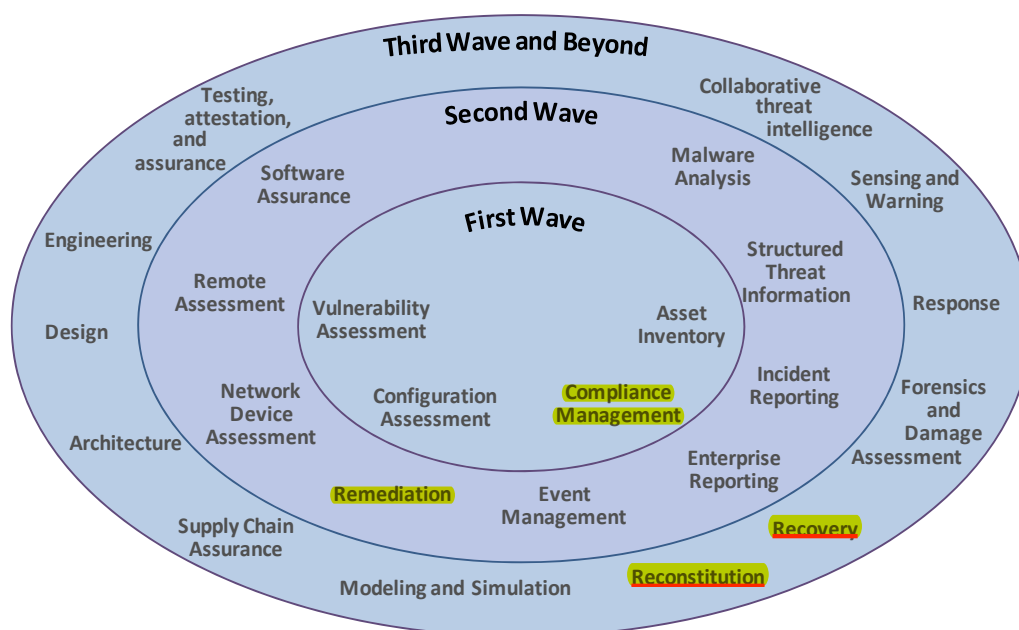 Third Wave and Beyond
Testing,
attestation,
and
assurance
Collaborative
threat
intelligence
Second Wave
Software
Assurance
Malware
Analysis
Sensing and
Warning
First Wave
Engineering
Structured
Threat
Information
Remote
Assessment
Vulnerability
Assessment
Asset
Inventory
Response
Design
Network
Device
Assessment
Configuration
Assessment
Compliance
Management
Incident
Reporting
Forensics
and
Damage
Assessment
Architecture
Enterprise
Reporting
Remediation
Event
Management
Supply Chain
Assurance
Recovery
Modeling and Simulation
Reconstitution